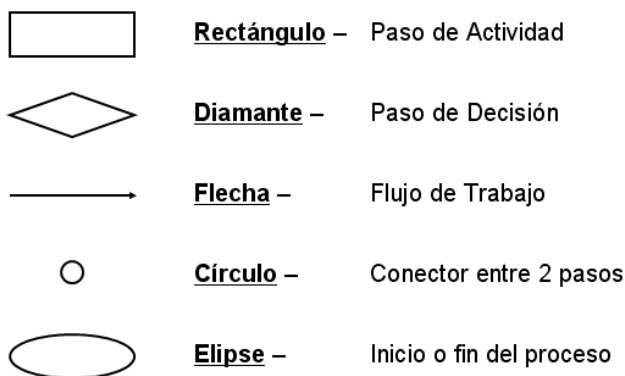 Rectángulo – Paso de Actividad
Diamante – Paso de Decisión
Flecha – Flujo de Trabajo
Círculo – Conector entre 2 pasos
Elipse – Inicio o fin del proceso